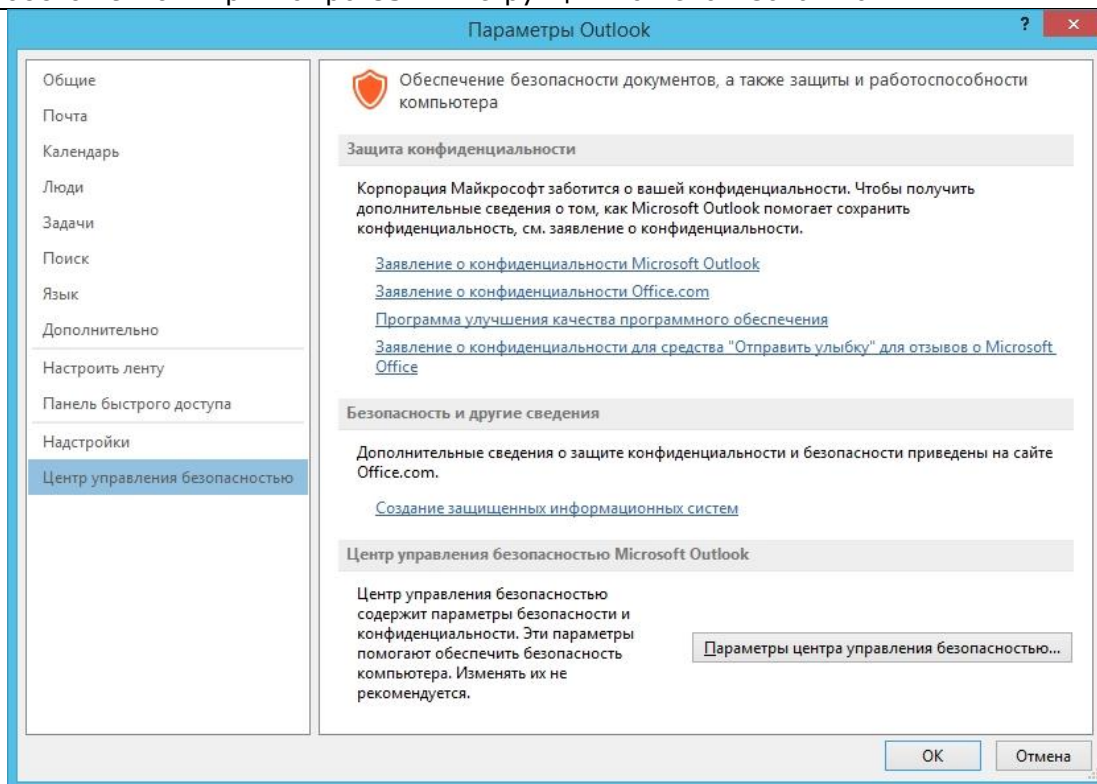 Параметры Outlook
?
×
Общие
Почта
Календарь
Люди
Задачи
Поиск
Язык
Дополнительно
Настроить ленту
Панель быстрого доступа
Надстройки
Центр управления безопасностью
Обеспечение безопасности документов, а также защиты и работоспособности
компьютера
Защита конфиденциальности
Корпорация Майкрософт заботится о вашей конфиденциальности. Чтобы получить
дополнительные сведения о том, как Microsoft Outlook помогает сохранить
конфиденциальность, см. заявление о конфиденциальности.
Заявление о конфиденциальности Microsoft Outlook
Заявление о конфиденциальности Office.com
Программа улучшения качества программного обеспечения
Заявление о конфиденциальности для средства "Отправить улыбку" для отзывов о Microsoft
Office
Безопасность и другие сведения
Дополнительные сведения о защите конфиденциальности и безопасности приведены на сайте
Office.com.
Создание защищенных информационных систем
Центр управления безопасностью Microsoft Outlook
Центр управления безопасностью
содержит параметры безопасности и
конфиденциальности. Эти параметры
помогают обеспечить безопасность
компьютера. Изменять их не
рекомендуется.
Параметры центра управления безопасностью...
ОК
Отмена